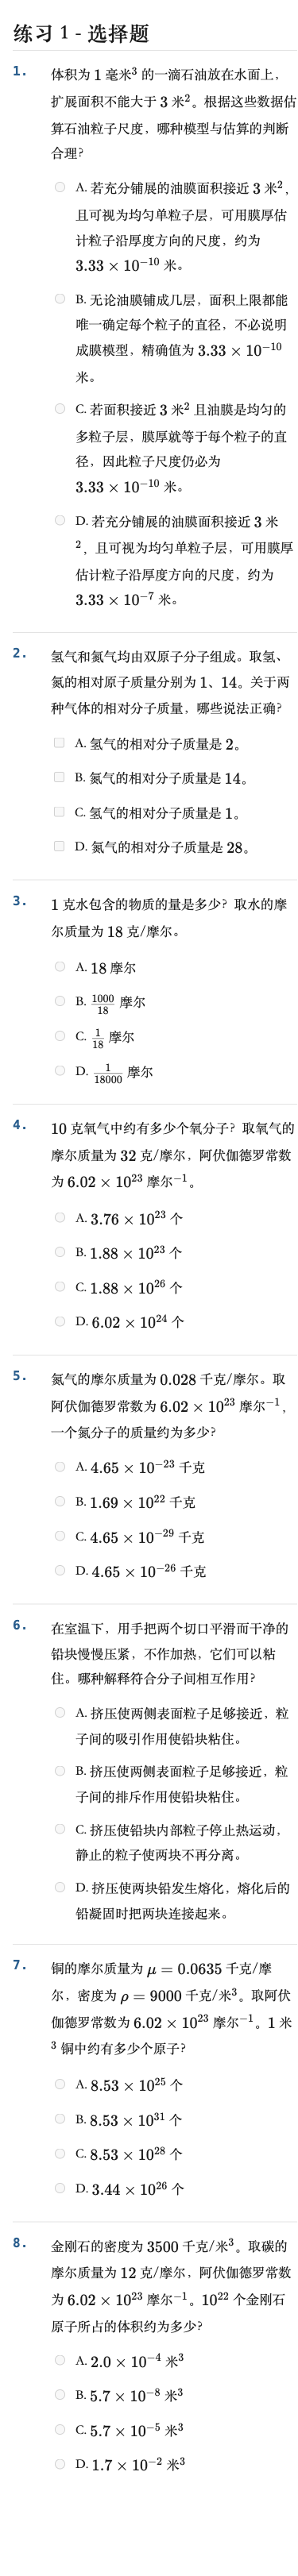 练习 1 - 选择题
1. 体积为 1 毫米³ 的一滴石油放在水面上，
扩展面积不能大于 3 米²。根据这些数据估
算石油粒子尺度，哪种模型与估算的判断
合理?
A. 若充分铺展的油膜面积接近 3 米²，
且可视为均匀单粒子层，可用膜厚估
计粒子沿厚度方向的尺度，约为
3.33 × 10⁻¹⁰ 米。
B. 无论油膜铺成几层，面积上限都能
唯一确定每个粒子的直径，不必说明
成膜模型，精确值为 3.33 × 10⁻¹⁰
米。
C. 若面积接近 3 米² 且油膜是均匀的
多粒子层，膜厚就等于每个粒子的直
径，因此粒子尺度仍必为
3.33 × 10⁻¹⁰ 米。
D. 若充分铺展的油膜面积接近 3 米
²，且可视为均匀单粒子层，可用膜厚
估计粒子沿厚度方向的尺度，约为
3.33 × 10⁻⁷ 米。
2. 氢气和氮气均由双原子分子组成。取氢、
氮的相对原子质量分别为 1、14。关于两
种气体的相对分子质量，哪些说法正确?
A. 氢气的相对分子质量是 2。
B. 氮气的相对分子质量是 14。
C. 氢气的相对分子质量是 1。
D. 氮气的相对分子质量是 28。
3. 1 克水包含的物质的量是多少? 取水的摩
尔质量为 18 克/摩尔。
A. 18 摩尔
B. 1000/18 摩尔
C. 1/18 摩尔
D. 1/18000 摩尔
4. 10 克氧气中约有多少个氧分子? 取氧气的
摩尔质量为 32 克/摩尔，阿伏伽德罗常数
为 6.02 × 10²³ 摩尔⁻¹。
A. 3.76 × 10²³ 个
B. 1.88 × 10²³ 个
C. 1.88 × 10²⁶ 个
D. 6.02 × 10²⁴ 个
5. 氮气的摩尔质量为 0.028 千克/摩尔。取
阿伏伽德罗常数为 6.02 × 10²³ 摩尔⁻¹，
一个氮分子的质量约为多少?
A. 4.65 × 10⁻²³ 千克
B. 1.69 × 10²² 千克
C. 4.65 × 10⁻²⁹ 千克
D. 4.65 × 10⁻²⁶ 千克
6. 在室温下，用手把两个切口平滑而干净的
铅块慢慢压紧，不作加热，它们可以粘
住。哪种解释符合分子间相互作用?
A. 挤压使两侧表面粒子足够接近，粒
子间的吸引作用使铅块粘住。
B. 挤压使两侧表面粒子足够接近，粒
子间的排斥作用使铅块粘住。
C. 挤压使铅块内部粒子停止热运动，
静止的粒子使两块不再分离。
D. 挤压使两块铅发生熔化，熔化后的
铅凝固时把两块连接起来。
7. 铜的摩尔质量为 μ = 0.0635 千克/摩
尔，密度为 ρ = 9000 千克/米³。取阿伏
伽德罗常数为 6.02 × 10²³ 摩尔⁻¹。1 米
³ 铜中约有多少个原子?
A. 8.53 × 10²⁵ 个
B. 8.53 × 10³¹ 个
C. 8.53 × 10²⁸ 个
D. 3.44 × 10²⁶ 个
8. 金刚石的密度为 3500 千克/米³。取碳的
摩尔质量为 12 克/摩尔，阿伏伽德罗常数
为 6.02 × 10²³ 摩尔⁻¹。10²² 个金刚石
原子所占的体积约为多少?
A. 2.0 × 10⁻⁴ 米³
B. 5.7 × 10⁻⁸ 米³
C. 5.7 × 10⁻⁵ 米³
D. 1.7 × 10⁻² 米³